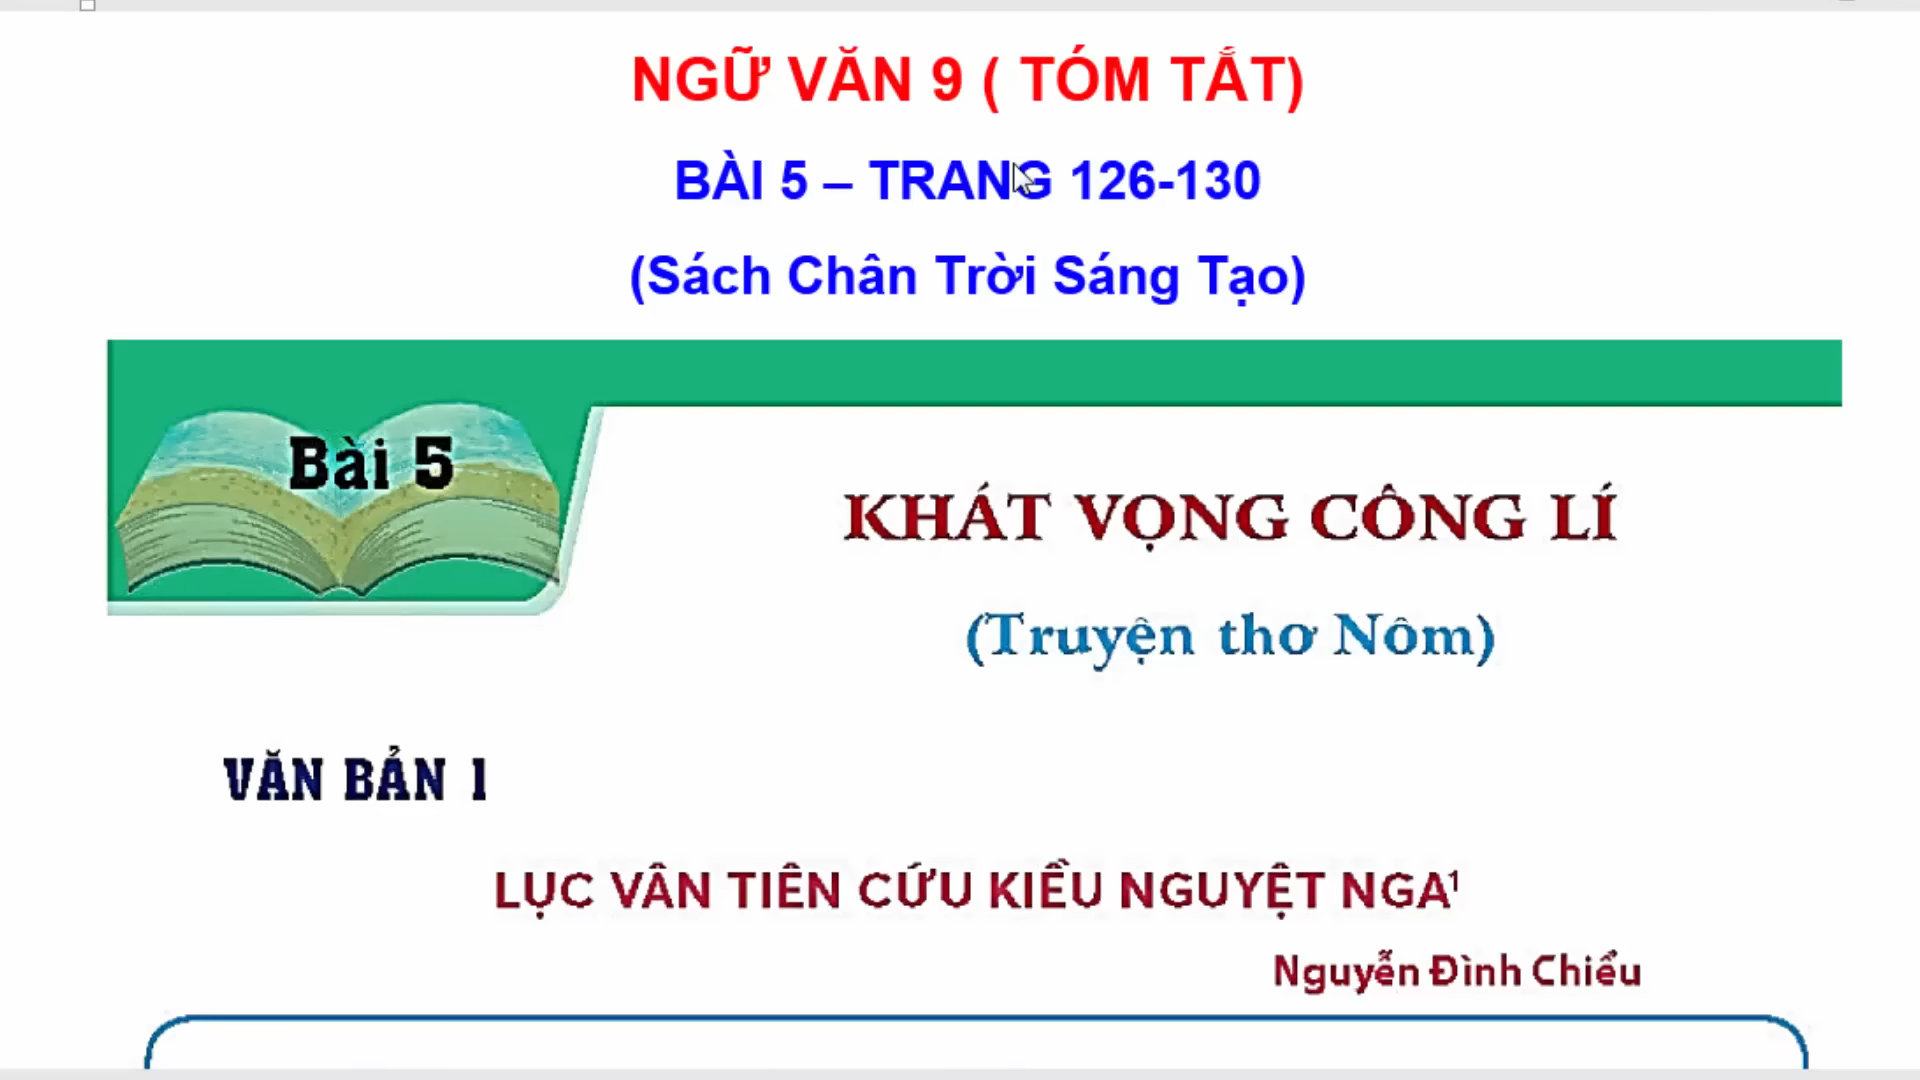 NGỮ VĂN 9 ( TÓM TẮT)
BÀI 5 – TRANG 126-130
(Sách Chân Trời Sáng Tạo)
Bài 5
KHÁT VỌNG CÔNG LÍ
(Truyện thơ Nôm)
VĂN BẢN 1
LỤC VÂN TIÊN CỨU KIỀU NGUYỆT NGA¹
Nguyễn Đình Chiểu